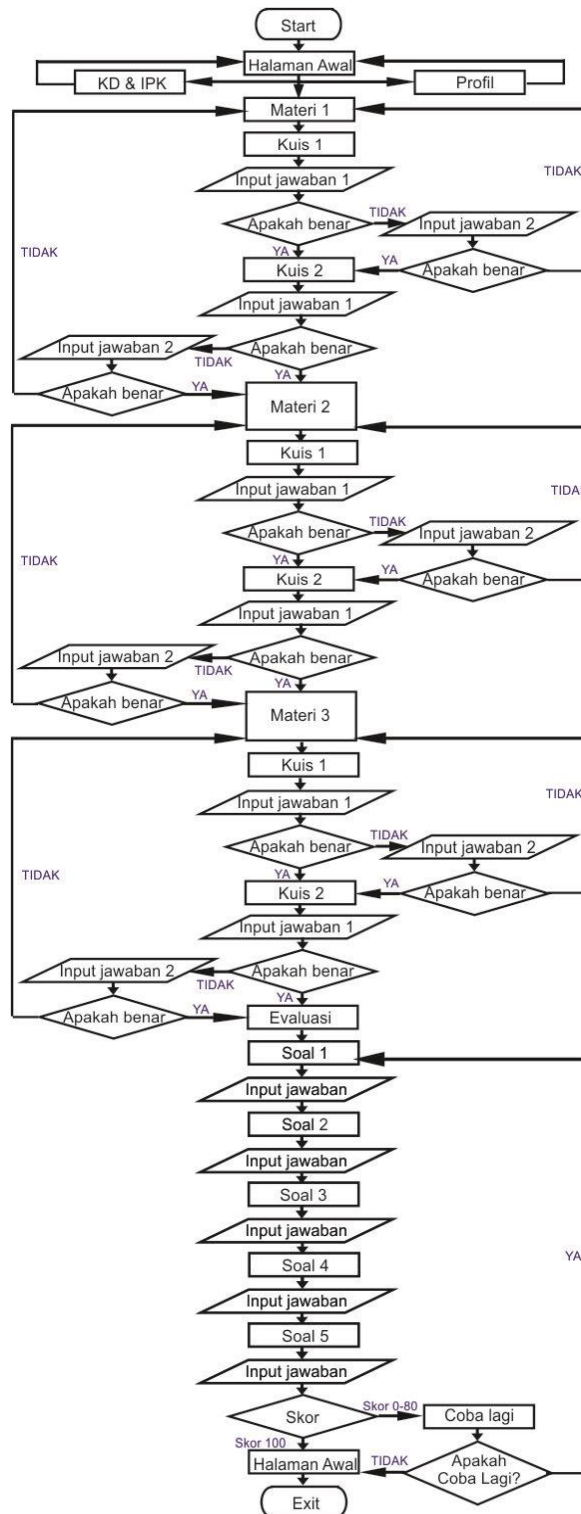 Start
Halaman Awal
KD & IPK
Profil
Materi 1
Kuis 1
Input jawaban 1
TIDAK
Apakah benar
TIDAK
Input jawaban 2
TIDAK
YA
Kuis 2
YA
Apakah benar
Input jawaban 1
Input jawaban 2
TIDAK
Apakah benar
Apakah benar
YA
YA
Materi 2
Kuis 1
Input jawaban 1
TIDAK
Apakah benar
TIDAK
Input jawaban 2
TIDAK
YA
Kuis 2
YA
Apakah benar
Input jawaban 1
Input jawaban 2
TIDAK
Apakah benar
Apakah benar
YA
YA
Materi 3
Kuis 1
Input jawaban 1
TIDAK
Apakah benar
TIDAK
Input jawaban 2
TIDAK
YA
Kuis 2
YA
Apakah benar
Input jawaban 1
Input jawaban 2
TIDAK
Apakah benar
Apakah benar
YA
YA
Evaluasi
Soal 1
Input jawaban
Soal 2
Input jawaban
Soal 3
Input jawaban
Soal 4
Input jawaban
YA
Soal 5
Input jawaban
Skor
Skor 0-80
Coba lagi
Skor 100
Halaman Awal
TIDAK
Apakah
Coba Lagi?
Exit